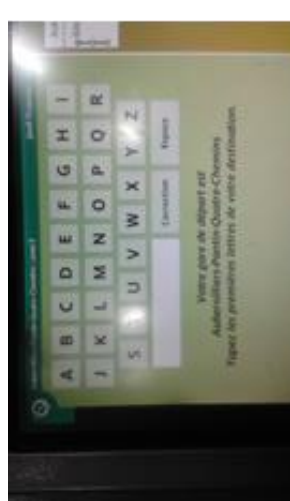 A B C D E F G H I
J K L M N O P Q R
S U V W X Y Z
Correction Espace
Votre gare de départ est
Aubervilliers-Pantin-Quatre-Chemins
Tapez les premières lettres de votre destination.